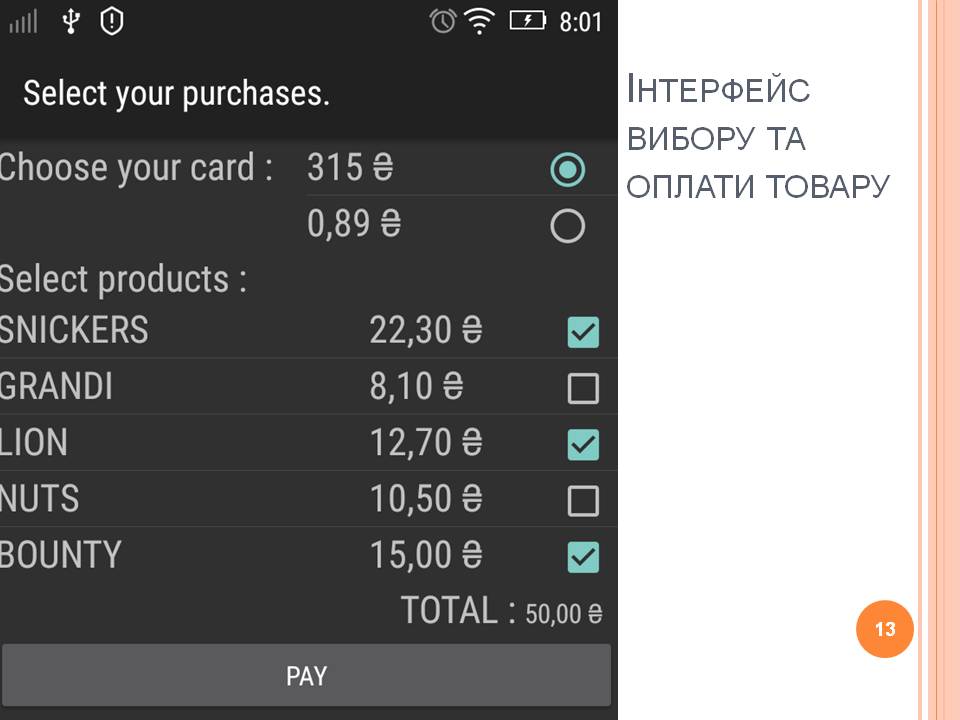 8:01
Select your purchases.
Choose your card : 315 ₴
0,89 ₴
Select products :
SNICKERS 22,30 ₴
GRANDI 8,10 ₴
LION 12,70 ₴
NUTS 10,50 ₴
BOUNTY 15,00 ₴
TOTAL : 50,00 ₴
PAY
ІНТЕРФЕЙС
ВИБОРУ ТА
ОПЛАТИ ТОВАРУ
13